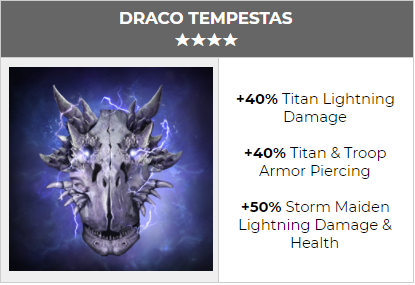 DRACO TEMPESTAS
★★★★
+40% Titan Lightning
Damage
+40% Titan & Troop
Armor Piercing
+50% Storm Maiden
Lightning Damage &
Health